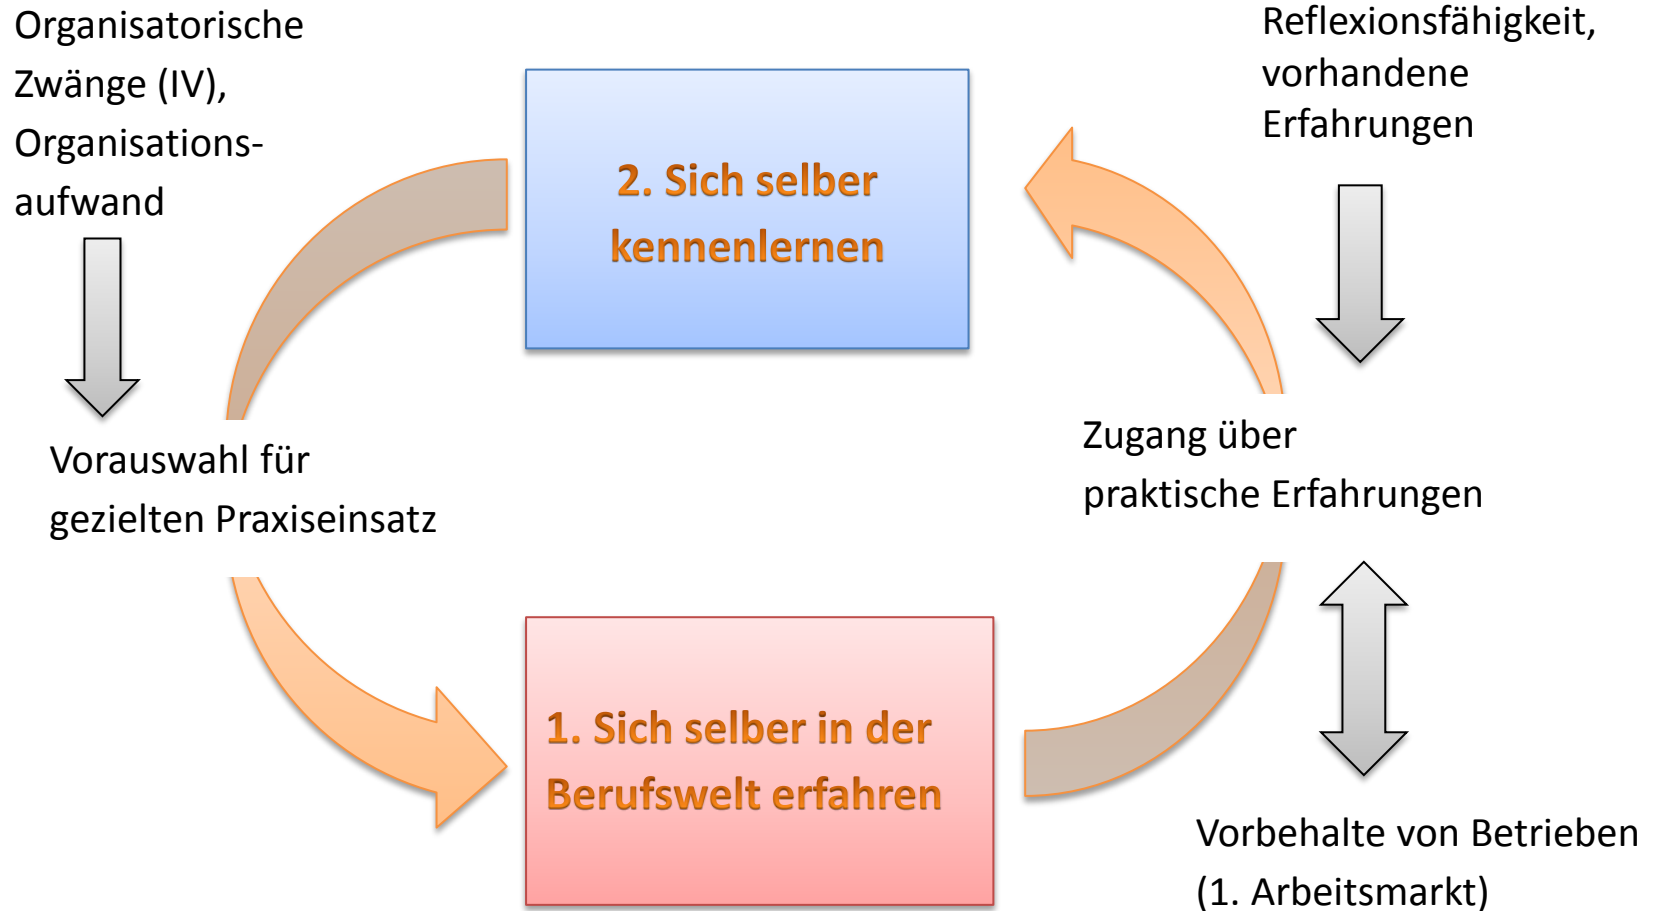 Organisatorische
Zwänge (IV),
Organisations-
aufwand
Reflexionsfähigkeit,
vorhandene
Erfahrungen
2. Sich selber
kennenlernen
Vorauswahl für
gezielten Praxiseinsatz
Zugang über
praktische Erfahrungen
1. Sich selber in der
Berufswelt erfahren
Vorbehalte von Betrieben
(1. Arbeitsmarkt)